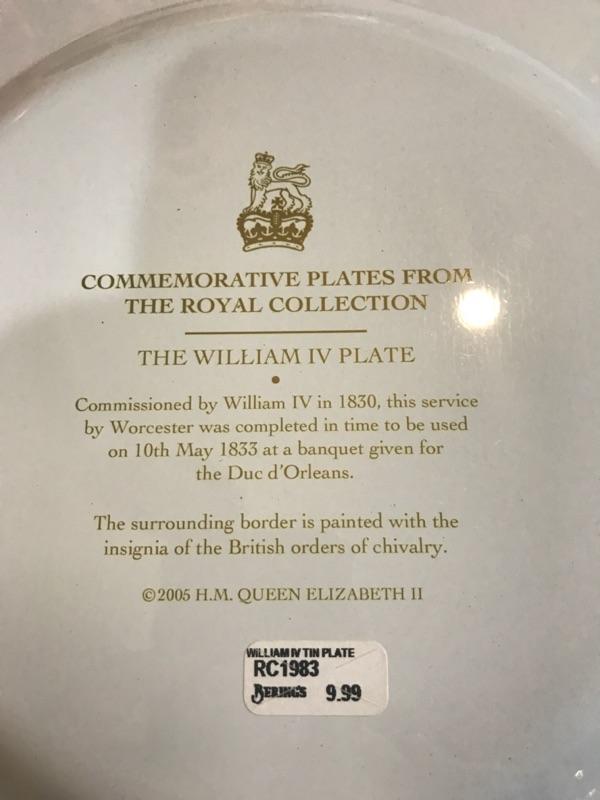 COMMEMORATIVE PLATES FROM
THE ROYAL COLLECTION
THE WILLIAM IV PLATE
Commissioned by William IV in 1830, this service
by Worcester was completed in time to be used
on 10th May 1833 at a banquet given for
the Duc d'Orleans.
The surrounding border is painted with the
insignia of the British orders of chivalry.
©2005 H.M. QUEEN ELIZABETH II
WILLIAM IV TIN PLATE
RC1983
BERING'S 9.99